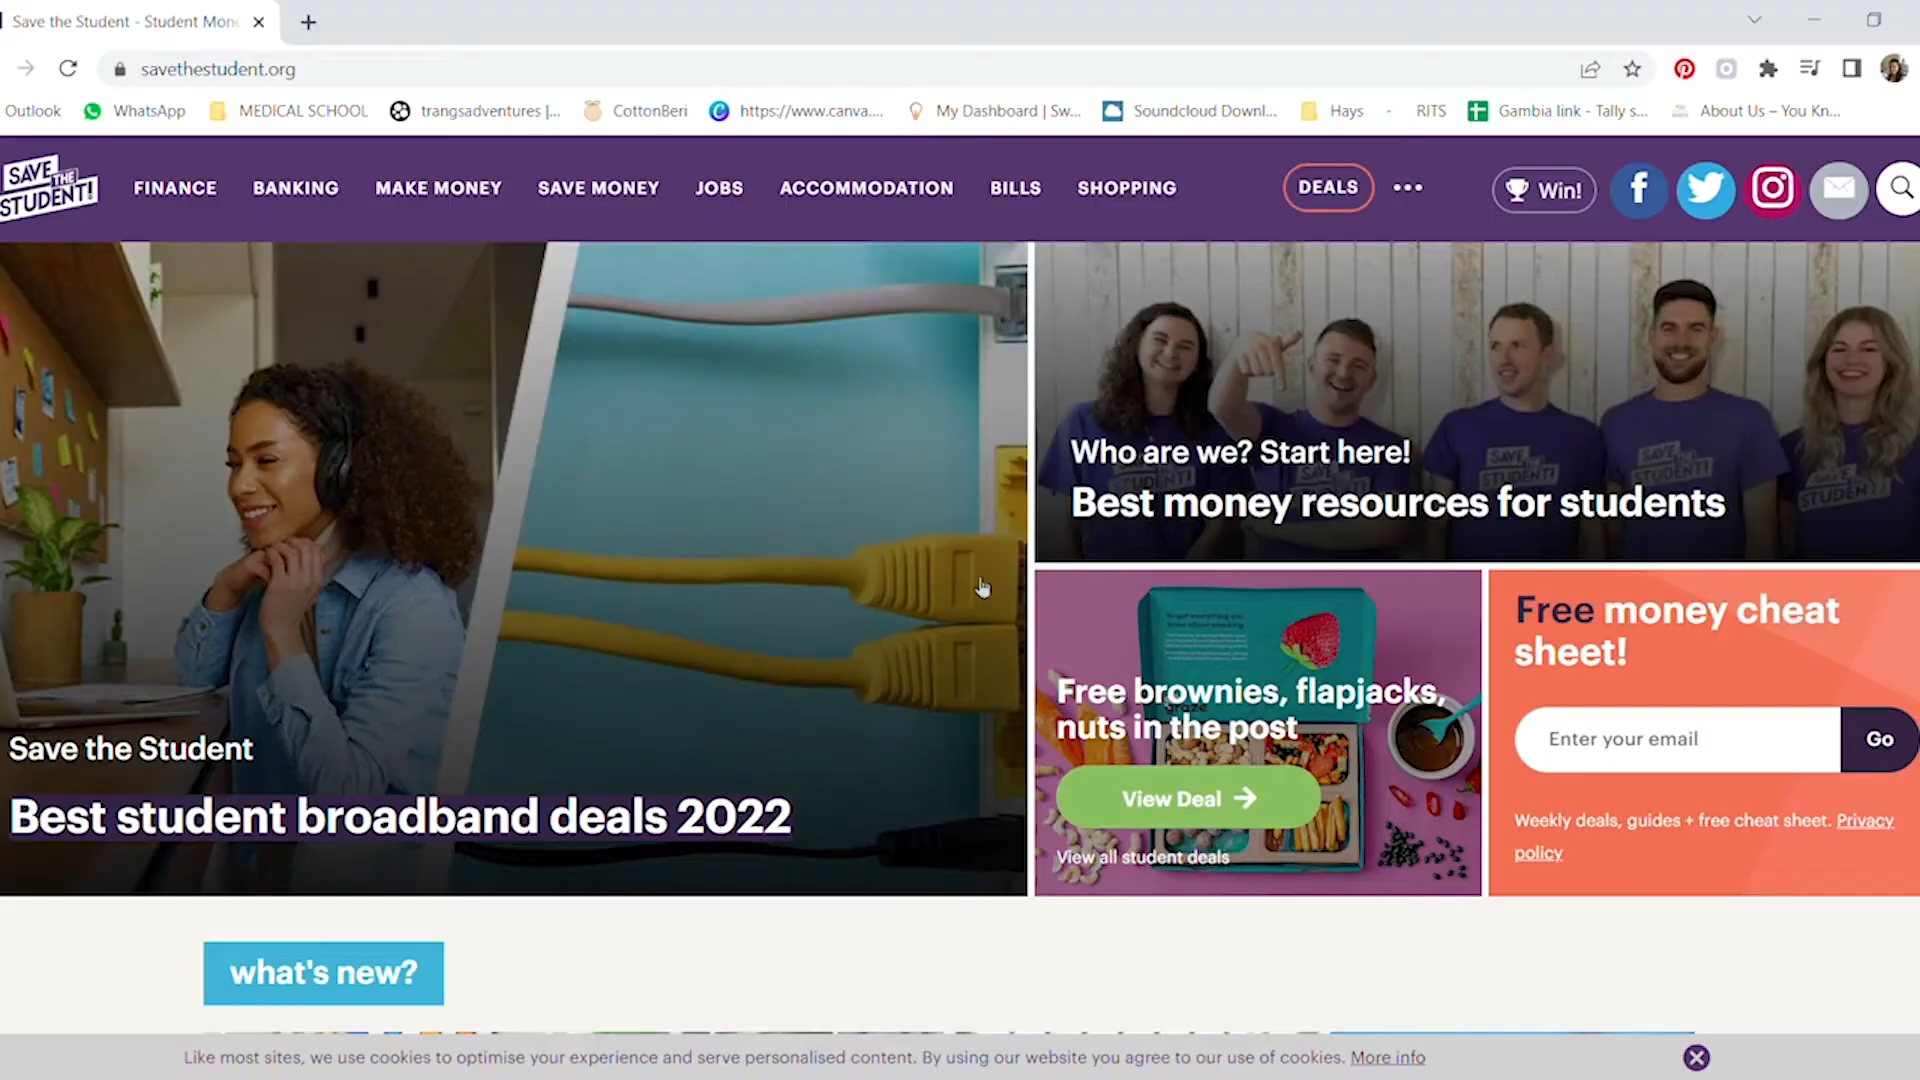 Save the Student - Student Mon
savethestudent.org
Outlook
WhatsApp
MEDICAL SCHOOL
trangsadventures |...
CottonBeri
https://www.canva....
My Dashboard | Sw...
Soundcloud Downl...
Hays
RITS
Gambia link - Tally s...
About Us – You Kn...
SAVE
THE
STUDENT!
FINANCE
BANKING
MAKE MONEY
SAVE MONEY
JOBS
ACCOMMODATION
BILLS
SHOPPING
DEALS
Win!
Save the Student
Best student broadband deals 2022
Who are we? Start here!
Best money resources for students
Free brownies, flapjacks,
nuts in the post
graze
View Deal
View all student deals
Free money cheat
sheet!
Enter your email
Go
Weekly deals, guides + free cheat sheet. Privacy
policy
what's new?
Like most sites, we use cookies to optimise your experience and serve personalised content. By using our website you agree to our use of cookies. More info